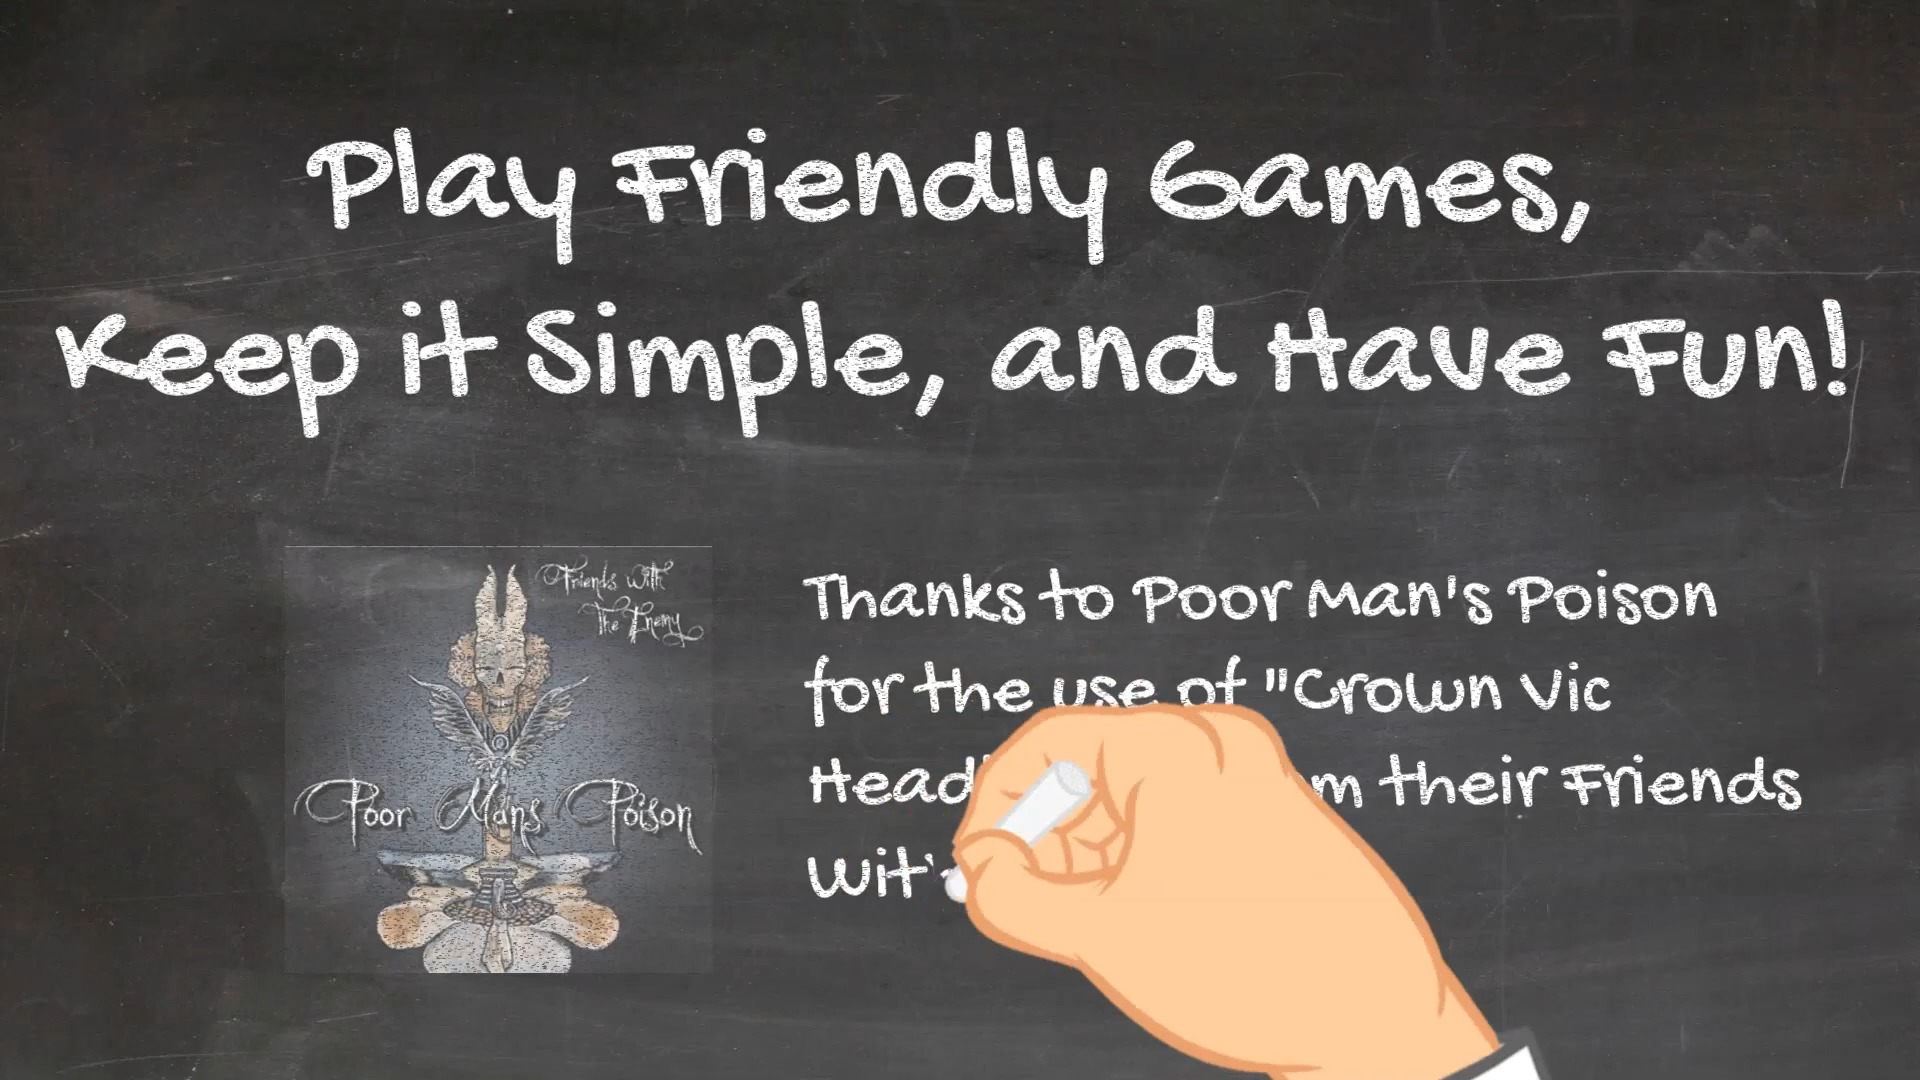 Play Friendly Games,
Keep it Simple, and Have Fun!
Friends With
The Enemy
Poor Mans Poison
Thanks to Poor Man's Poison
for the use of "Crown Vic
their Friends